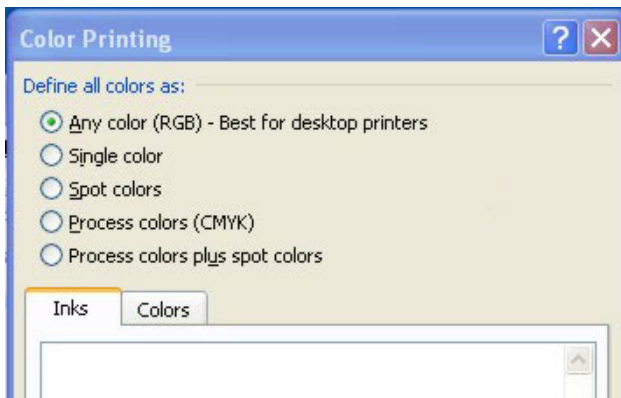 Color Printing
Define all colors as:
Any color (RGB) - Best for desktop printers
Single color
Spot colors
Process colors (CMYK)
Process colors plus spot colors
Inks Colors